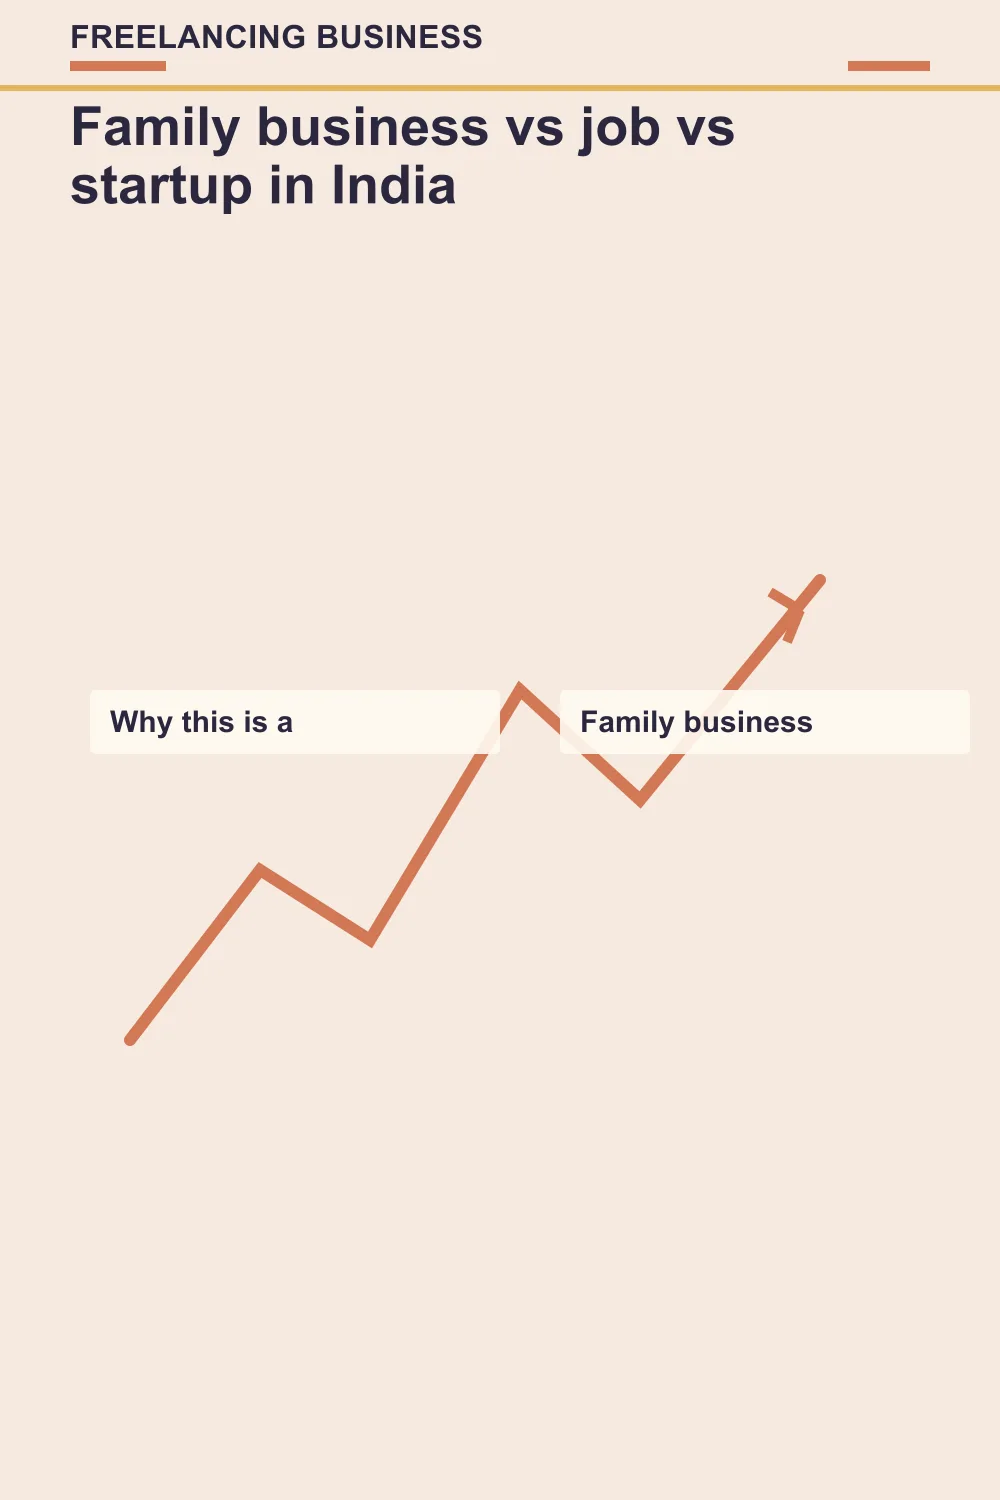 FREELANCING BUSINESS
Family business vs job vs
startup in India
Why this is a
Family business